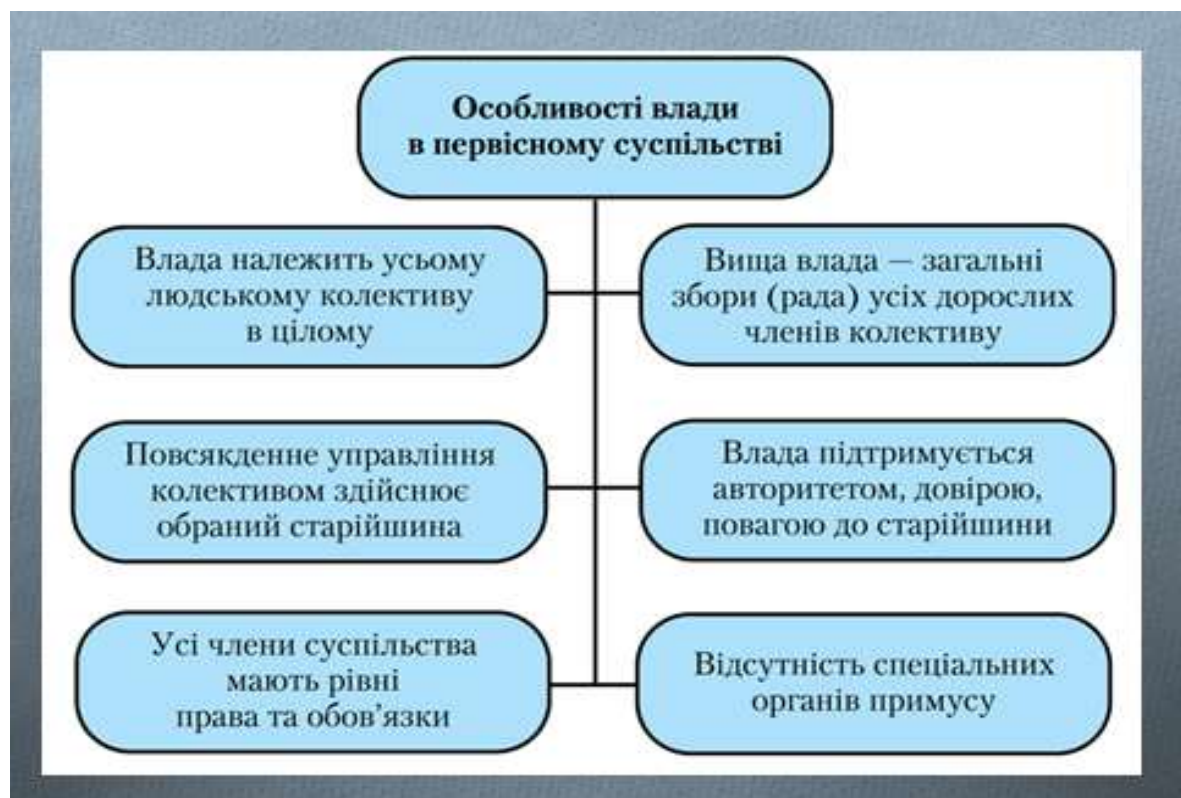 Особливості влади
в первісному суспільстві
Влада належить усьому
людському колективу
в цілому
Вища влада — загальні
збори (рада) усіх дорослих
членів колективу
Повсякденне управління
колективом здійснює
обраний старійшина
Влада підтримується
авторитетом, довірою,
повагою до старійшини
Усі члени суспільства
мають рівні
права та обов’язки
Відсутність спеціальних
органів примусу